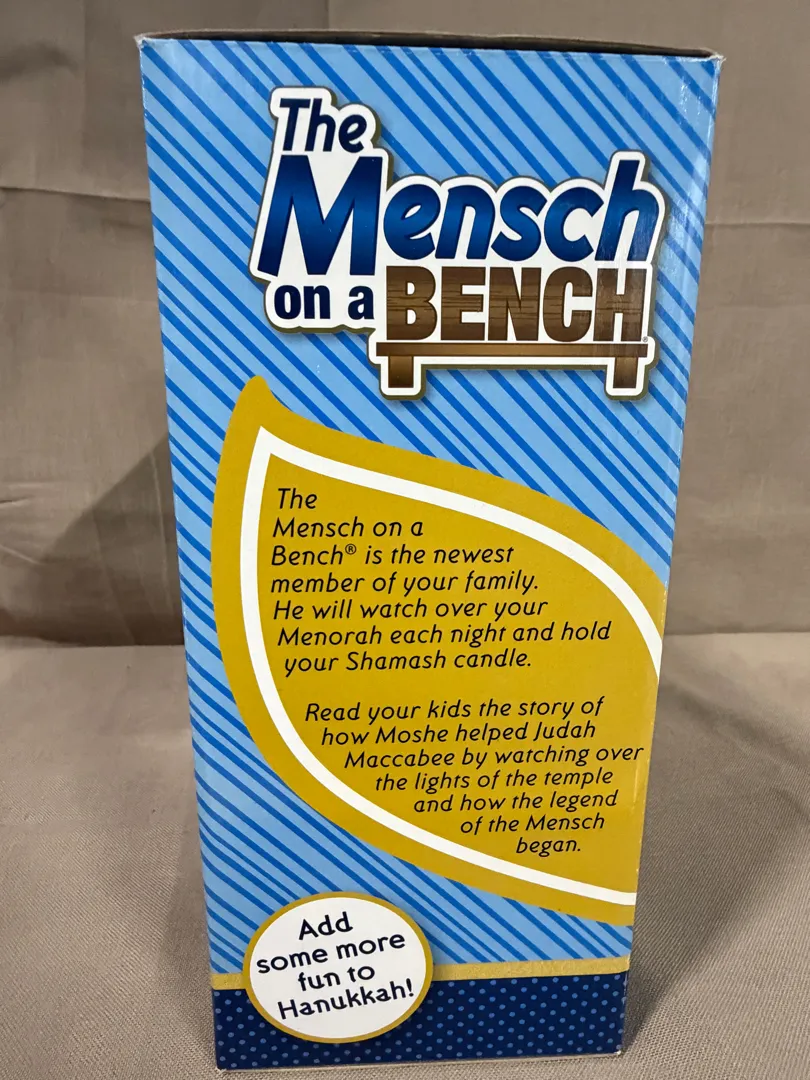 The
Mensch
on a BENCH®
The
Mensch on a
Bench® is the newest
member of your family.
He will watch over your
Menorah each night and hold
your Shamash candle.
Read your kids the story of
how Moshe helped Judah
Maccabee by watching over
the lights of the temple
and how the legend
of the Mensch
began.
Add
some more
fun to
Hanukkah!